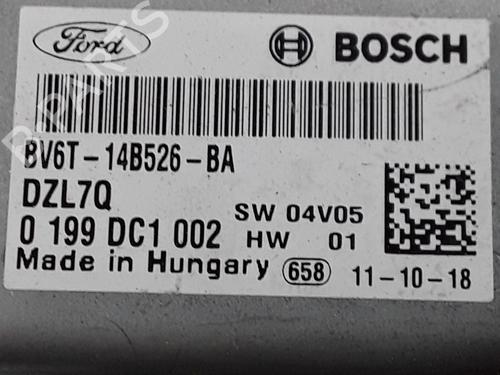 Ford BOSCH
BV6T-14B526-BA
DZL7Q
0 199 DC1 002 SW 04V05
HW 01
Made in Hungary 658 11-10-18
B PARTS